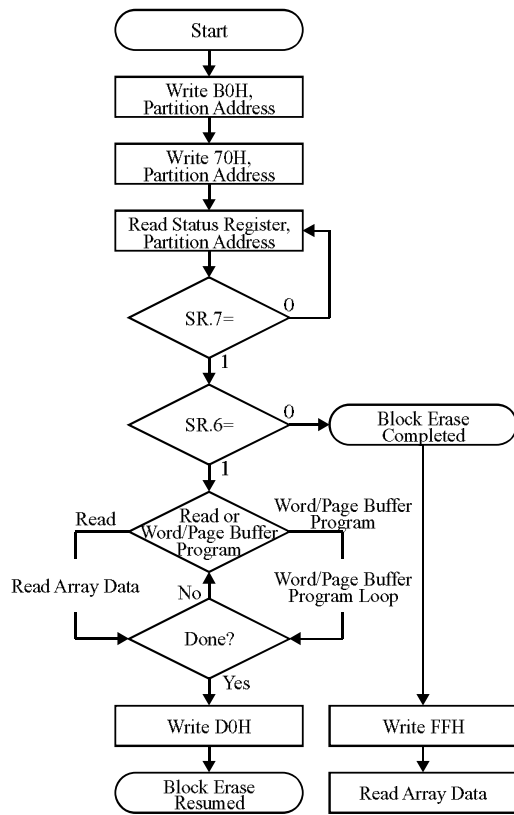 Start
Write B0H,
Partition Address
Write 70H,
Partition Address
Read Status Register,
Partition Address
SR.7=
0
1
SR.6=
0
Block Erase
Completed
1
Read
Read or
Word/Page Buffer
Program
Word/Page Buffer
Program
Read Array Data
No
Word/Page Buffer
Program Loop
Done?
Yes
Write D0H
Write FFH
Block Erase
Resumed
Read Array Data